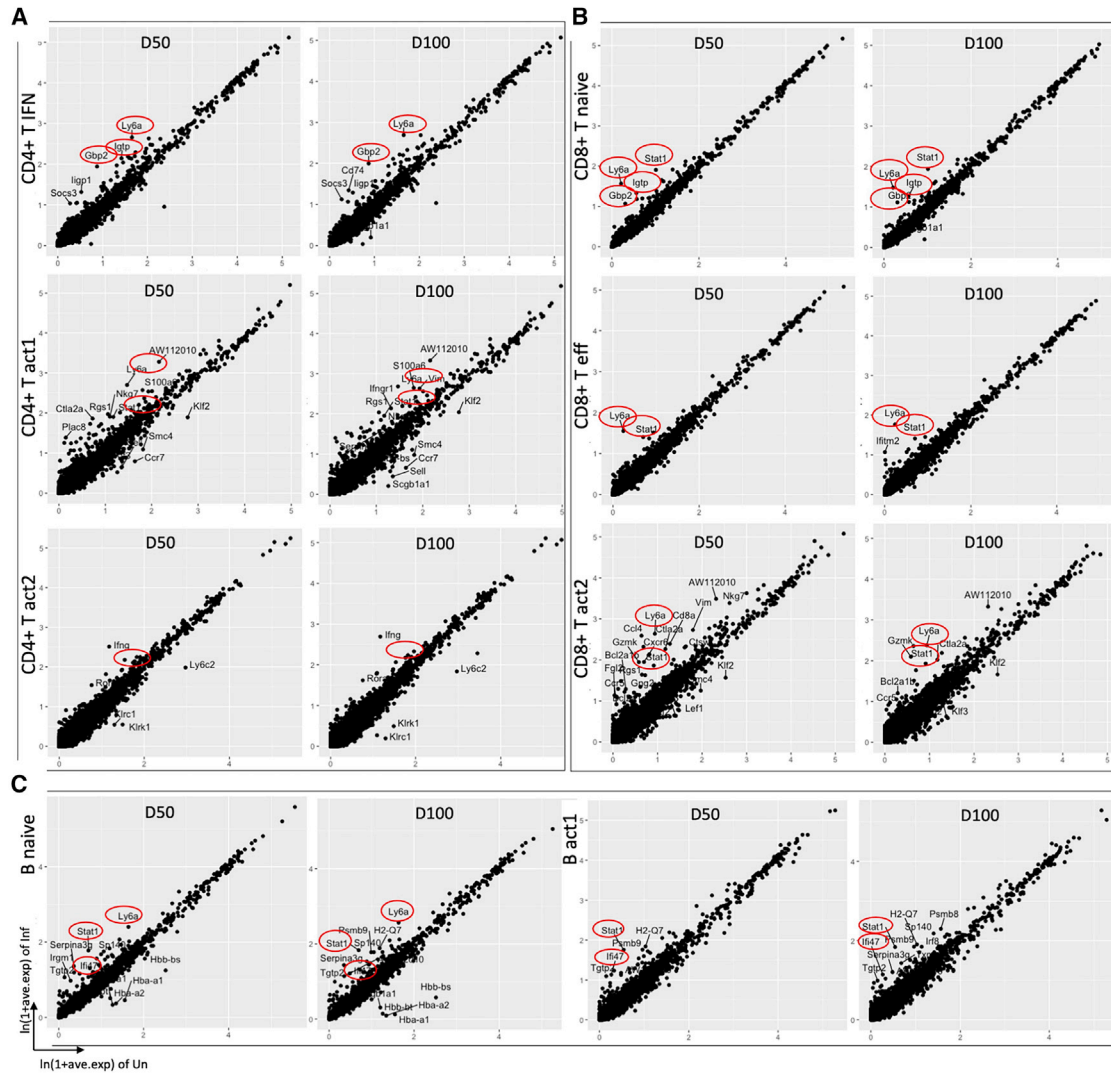 A
B
D50
D100
D50
D100
CD4+ T IFN
Ly6a
Igtp
Gbp2
Iigp1
Socs3
Ly6a
Gbp2
Cd74
Socs3
Iigp1
CD8+ T naive
Stat1
Ly6a
Igtp
Gbp2
Stat1
Ly6a
Igtp
D50
D100
D50
D100
CD4+ T act1
AW112010
Ly6a
S100a6
Nkg7
Ctla2a
Rgs1
Plac8
Klf2
Smc4
Ccr7
AW112010
S100a6
Ly6a
Vim
Ifngr1
Rgs1
Klf2
Smc4
Ccr7
Sell
Scgb1a1
CD8+ T eff
Ly6a
Stat1
Ly6a
Stat1
Ifitm2
D50
D100
D50
D100
CD4+ T act2
Ifng
Ly6c2
Klrc1
Klrk1
Ifng
Rora
Ly6c2
Klrk1
Klrc1
CD8+ T act2
AW112010
Nkg7
Vim
Ly6a
Cd8a
Ccl4
Ctla2a
Gzmk
Cxcr6
Stat1
Klf2
Lef1
AW112010
Ly6a
Gzmk
Ctla2a
Stat1
Klf2
Bcl2a1b
Ccr5
Klf3
C
D50
D100
D50
D100
B naive
Ly6a
Stat1
Serpina3g
Sp140
Irgm1
Ifi47
Tgtp2
Hbb-bs
Hba-a1
Hba-a2
Ly6a
Psmb9
H2-Q7
Stat1
Sp140
Serpina3g
Tgtp2
Hbb-bs
Hbb-bt
Hba-a2
Hba-a1
B act1
Stat1
H2-Q7
Psmb9
Ifi47
Tgtp2
H2-Q7
Psmb8
Stat1
Sp140
Ifi47
Psmb9
Irf8
Serpina3g
Tgtp2
ln(1+ave.exp) of Inf
ln(1+ave.exp) of Un